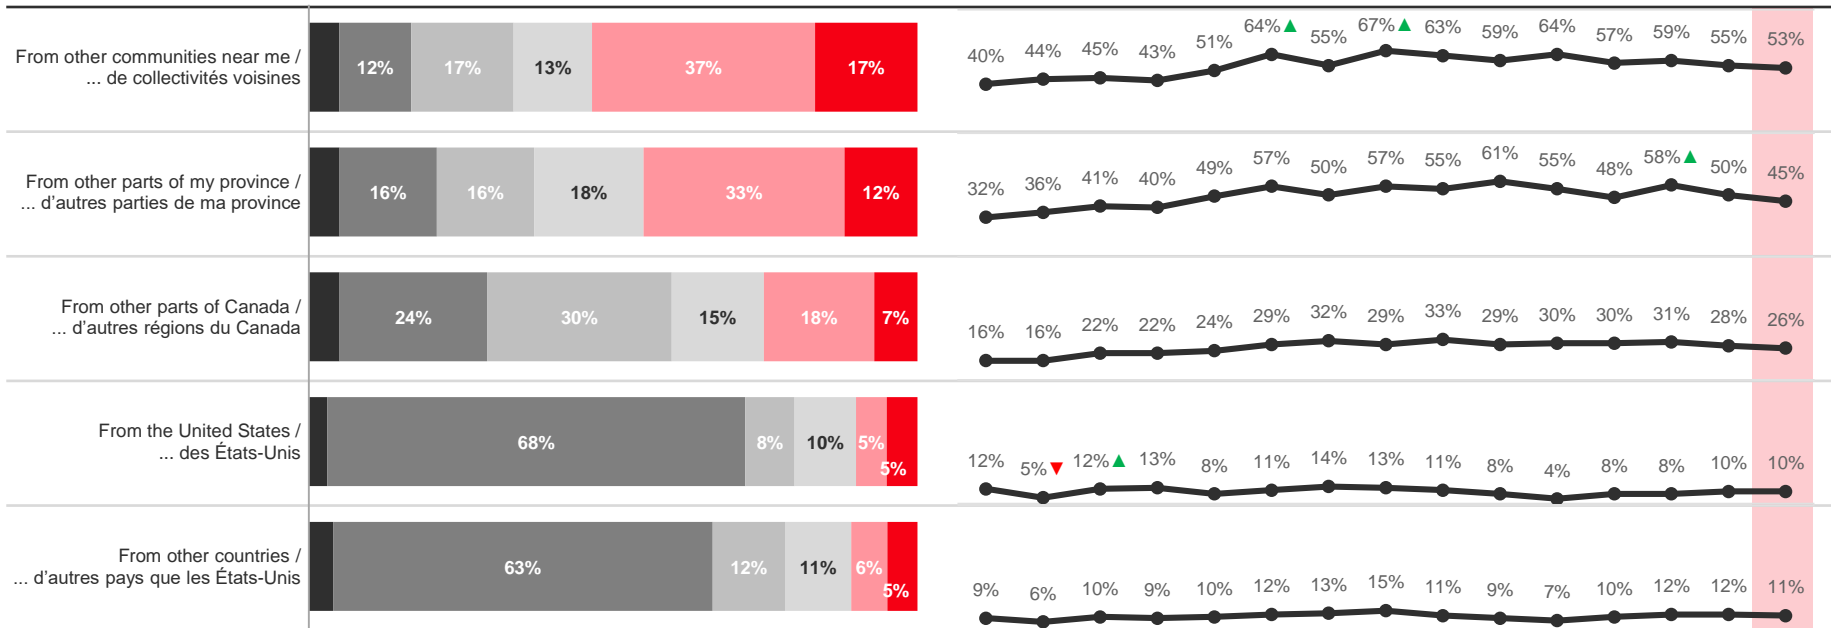 From other communities near me /
... de collectivités voisines
12% 17% 13% 37% 17%
40% 44% 45% 43% 51% 64%▲ 55% 67%▲ 63% 59% 64% 57% 59% 55% 53%
From other parts of my province /
... d'autres parties de ma province
16% 16% 18% 33% 12%
32% 36% 41% 40% 49% 57% 50% 57% 55% 61% 55% 48% 58%▲ 50% 45%
From other parts of Canada /
... d'autres régions du Canada
24% 30% 15% 18% 7%
16% 16% 22% 22% 24% 29% 32% 29% 33% 29% 30% 30% 31% 28% 26%
From the United States /
... des États-Unis
68% 8% 10% 5% 5%
12% 5%▼ 12%▲ 13% 8% 11% 14% 13% 11% 8% 4% 8% 8% 10% 10%
From other countries /
... d'autres pays que les États-Unis
63% 12% 11% 6% 5%
9% 6% 10% 9% 10% 12% 13% 15% 11% 9% 7% 10% 12% 12% 11%